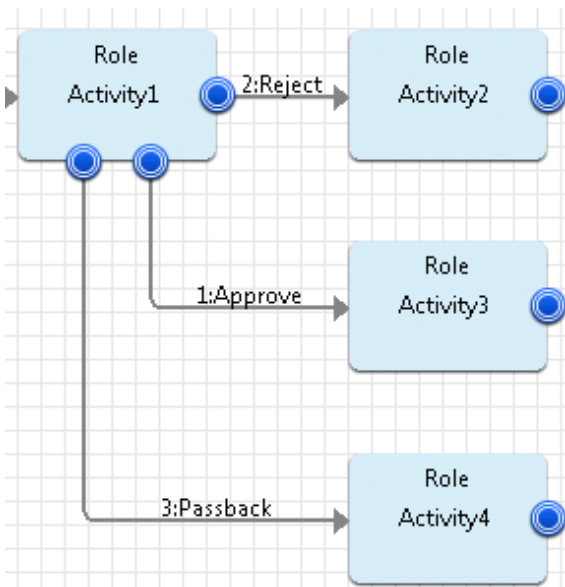 Role
Activity1
2:Reject
Role
Activity2
1:Approve
Role
Activity3
3:Passback
Role
Activity4